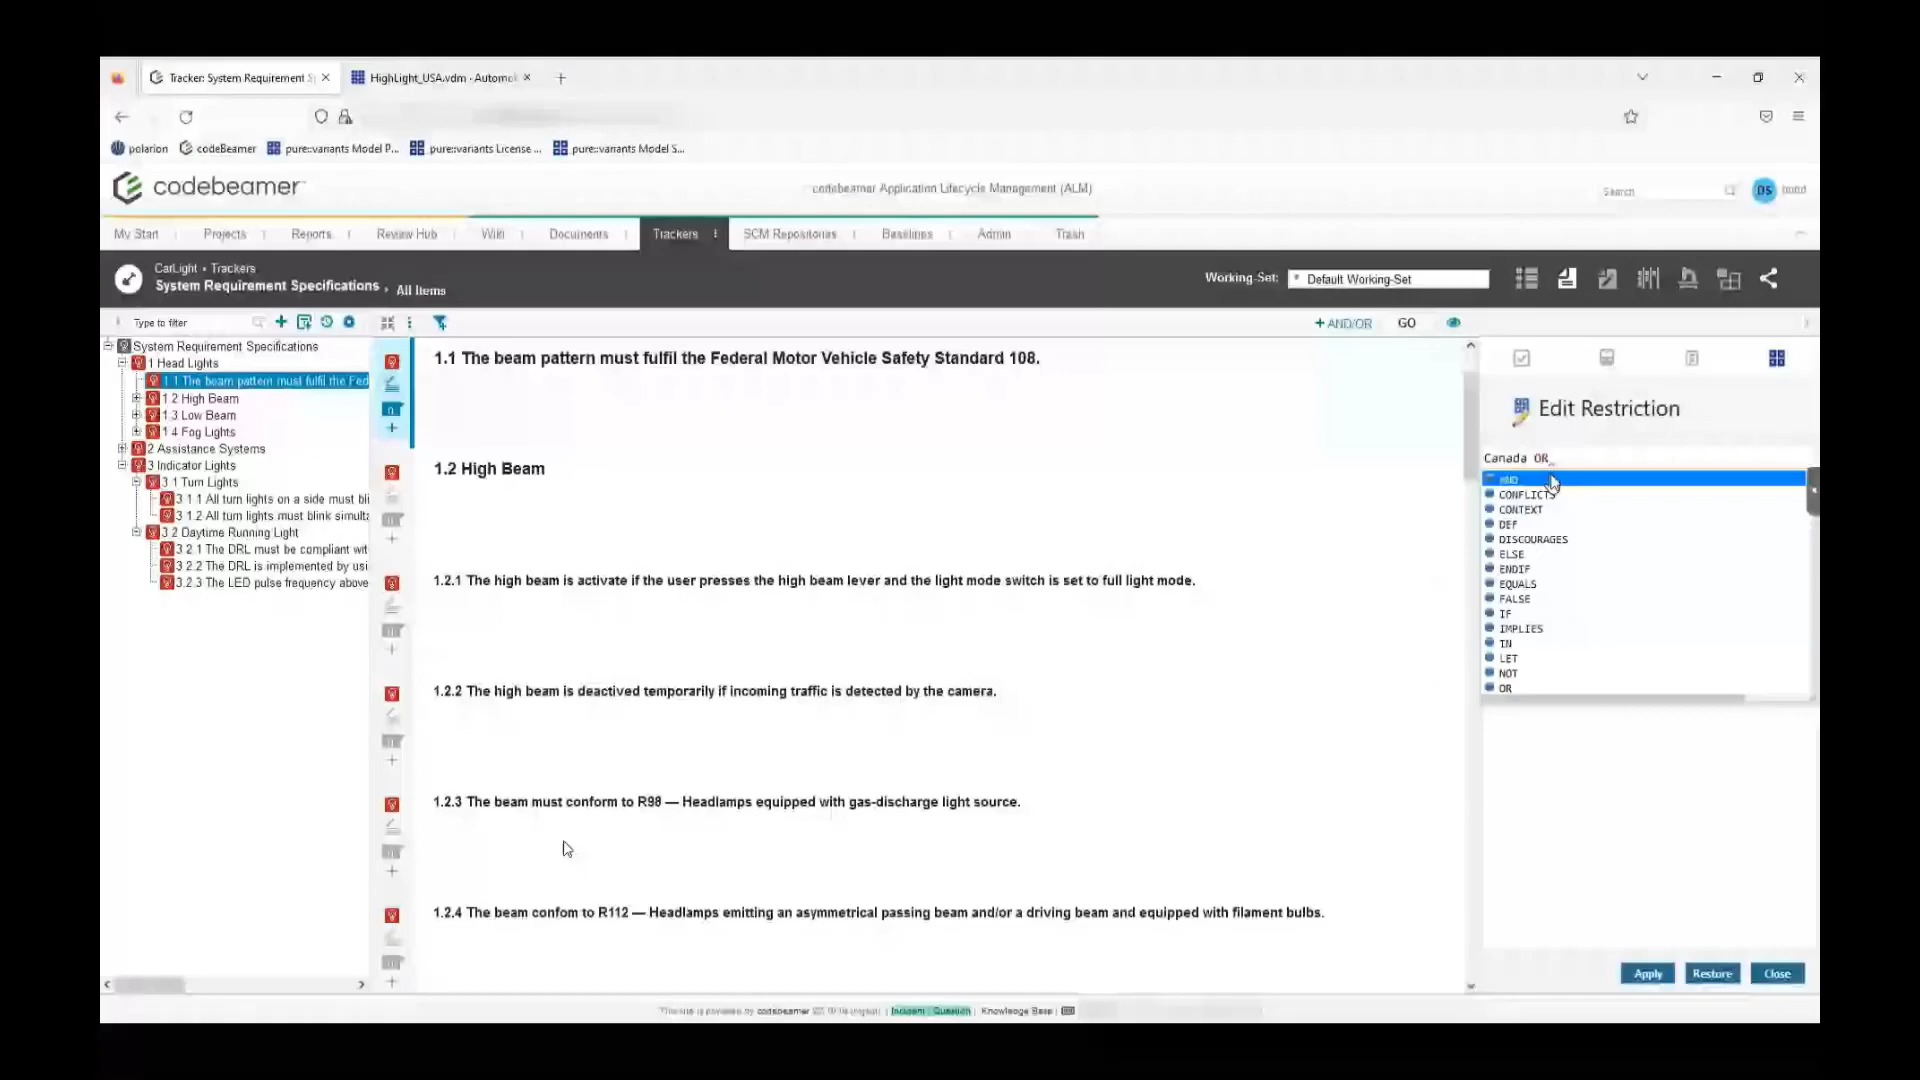 Tracker: System Requirement S
HighLight_USA.vdm - Automo
polarion
codeBeamer
pure::variants Model P...
pure::variants License ...
pure::variants Model S...
codebeamer
codebeamer Application Lifecycle Management (ALM)
Search
DS
My Start
Projects
Reports
Review Hub
Wiki
Documents
Trackers
SCM Repositories
Baselines
Admin
Trash
CarLight • Trackers
System Requirement Specifications , All Items
Working-Set:
* Default Working-Set
Type to filter
+ AND/OR
GO
System Requirement Specifications
1 Head Lights
1 1 The beam pattern must fulfil the Fed
1 2 High Beam
1 3 Low Beam
1 4 Fog Lights
2 Assistance Systems
3 Indicator Lights
3 1 Turn Lights
3 1 1 All turn lights on a side must bli
3 1.2 All turn lights must blink simulta
3 2 Daytime Running Light
3 2 1 The DRL must be compliant wit
3 2 2 The DRL is implemented by usi
3.2 3 The LED pulse frequency above
1.1 The beam pattern must fulfil the Federal Motor Vehicle Safety Standard 108.
1.2 High Beam
1.2.1 The high beam is activate if the user presses the high beam lever and the light mode switch is set to full light mode.
1.2.2 The high beam is deactived temporarily if incoming traffic is detected by the camera.
1.2.3 The beam must conform to R98 — Headlamps equipped with gas-discharge light source.
1.2.4 The beam confom to R112 — Headlamps emitting an asymmetrical passing beam and/or a driving beam and equipped with filament bulbs.
Edit Restriction
Canada OR
AND
CONFLICTS
CONTEXT
DEF
DISCOURAGES
ELSE
ENDIF
EQUALS
FALSE
IF
IMPLIES
IN
LET
NOT
OR
Apply
Restore
Close
This site is powered by codebeamer
Incident | Question | Knowledge Base |